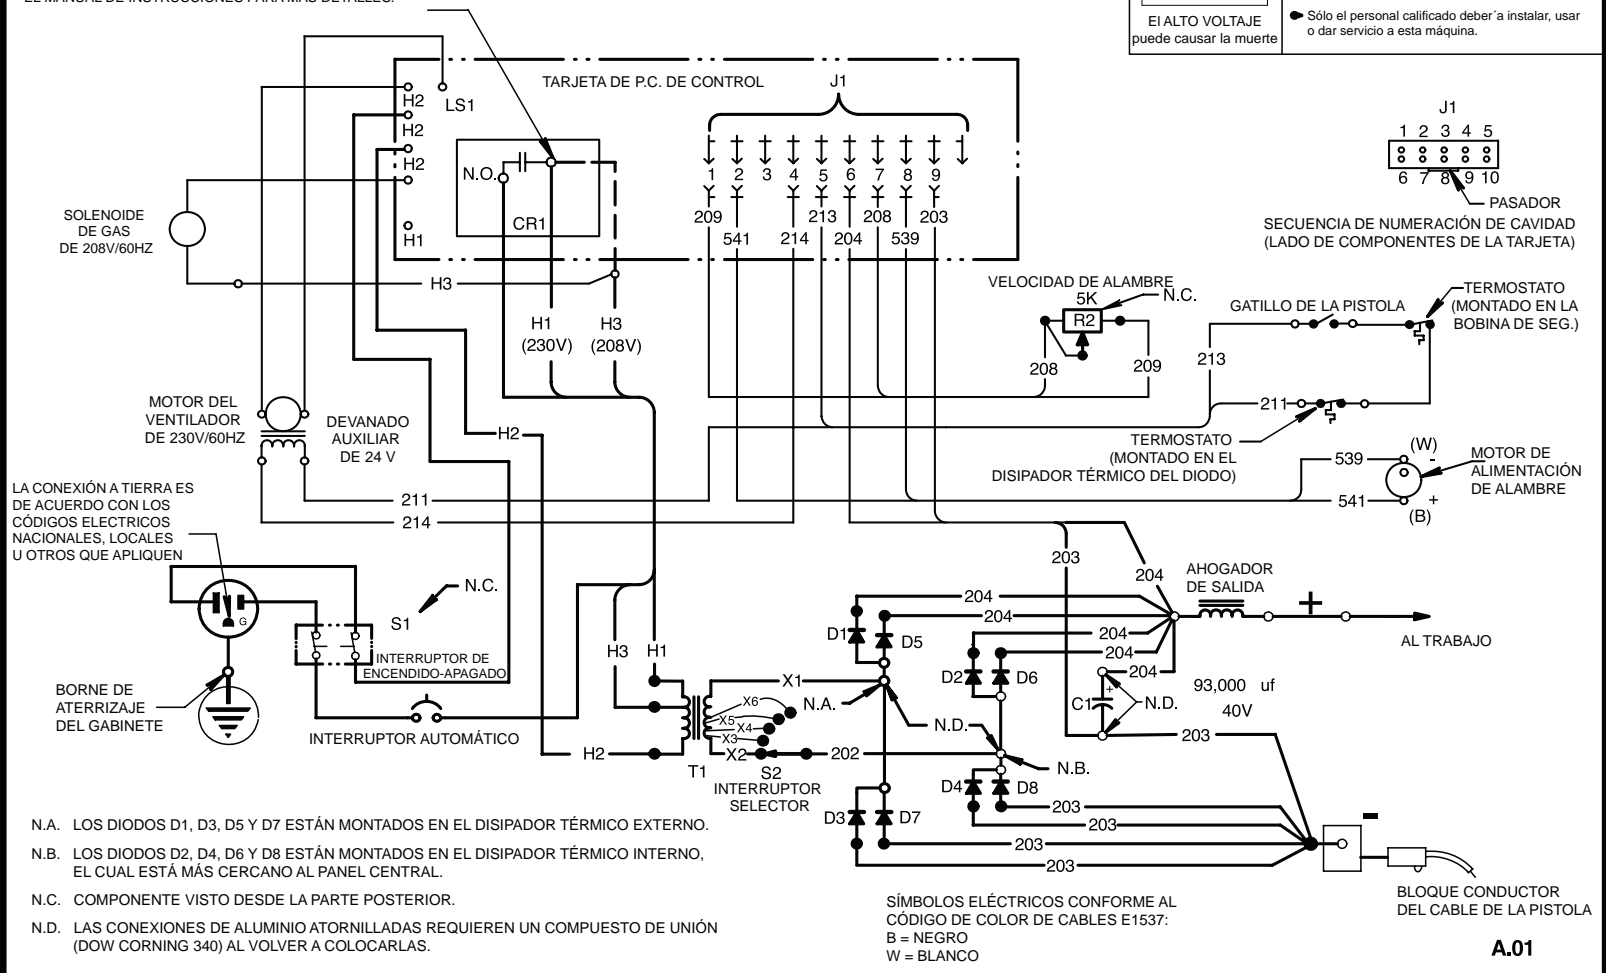 EL MANUAL DE INSTRUCCIONES PARA MÁS DETALLES.
El ALTO VOLTAJE
puede causar la muerte
Sólo el personal calificado deber´a instalar, usar
o dar servicio a esta máquina.
TARJETA DE P.C. DE CONTROL
J1
H2
LS1
H2
H2
H1
N.O.
CR1
1 2 3 4 5 6 7 8 9
209 213 208 203
541 214 204 539
J1
1 2 3 4 5
6 7 8 9 10
PASADOR
SECUENCIA DE NUMERACIÓN DE CAVIDAD
(LADO DE COMPONENTES DE LA TARJETA)
SOLENOIDE
DE GAS
DE 208V/60HZ
H3
H1
(230V)
H3
(208V)
VELOCIDAD DE ALAMBRE
5K
R2
N.C.
208
209
GATILLO DE LA PISTOLA
TERMOSTATO
(MONTADO EN LA
BOBINA DE SEG.)
213
211
TERMOSTATO
(MONTADO EN EL
DISIPADOR TÉRMICO DEL DIODO)
MOTOR DEL
VENTILADOR
DE 230V/60HZ
DEVANADO
AUXILIAR
DE 24 V
H2
211
214
539
541
(W)
-
+
(B)
MOTOR DE
ALIMENTACIÓN
DE ALAMBRE
LA CONEXIÓN A TIERRA ES
DE ACUERDO CON LOS
CÓDIGOS ELECTRICOS
NACIONALES, LOCALES
U OTROS QUE APLIQUEN
G
N.C.
S1
INTERRUPTOR DE
ENCENDIDO-APAGADO
BORNE DE
ATERRIZAJE
DEL GABINETE
INTERRUPTOR AUTOMÁTICO
H3
H1
H2
T1
X1
X6
X5
X4
X3
X2
S2
INTERRUPTOR
SELECTOR
202
N.A.
N.D.
N.B.
D1
D5
D2
D6
D4
D8
D3
D7
204
204
204
204
204
204
203
AHOGADOR
DE SALIDA
+
AL TRABAJO
C1
+
N.D.
93,000 uf
40V
203
203
203
203
203
-
BLOQUE CONDUCTOR
DEL CABLE DE LA PISTOLA
N.A. LOS DIODOS D1, D3, D5 Y D7 ESTÁN MONTADOS EN EL DISIPADOR TÉRMICO EXTERNO.
N.B. LOS DIODOS D2, D4, D6 Y D8 ESTÁN MONTADOS EN EL DISIPADOR TÉRMICO INTERNO,
EL CUAL ESTÁ MÁS CERCANO AL PANEL CENTRAL.
N.C. COMPONENTE VISTO DESDE LA PARTE POSTERIOR.
N.D. LAS CONEXIONES DE ALUMINIO ATORNILLADAS REQUIEREN UN COMPUESTO DE UNIÓN
(DOW CORNING 340) AL VOLVER A COLOCARLAS.
SÍMBOLOS ELÉCTRICOS CONFORME AL
CÓDIGO DE COLOR DE CABLES E1537:
B = NEGRO
W = BLANCO
A.01